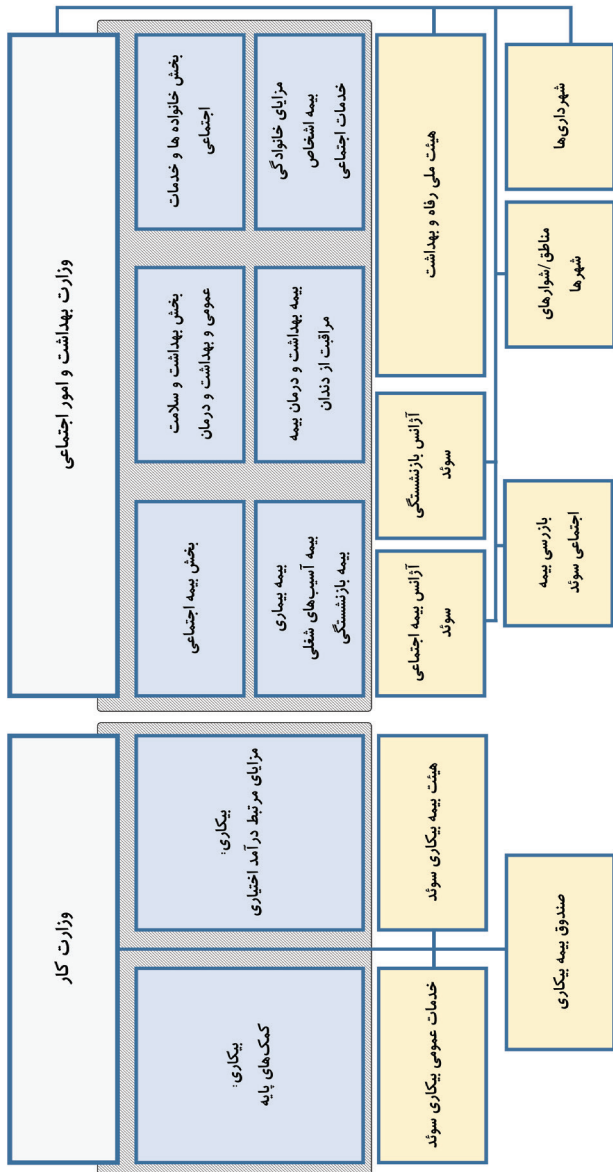 وزارت بهداشت و امور اجتماعی
بخش خانواده ها و خدمات
اجتماعی
بخش بهداشت و سلامت
عمومی و بهداشت و درمان
بخش بیمه اجتماعی
مزایای خانوادگی
بیمه اشخاص
خدمات اجتماعی
بیمه بهداشت و درمان بیمه
مراقبت از دندان
بیمه بیماری
بیمه آسیب‌های شغلی
بیمه بازنشستگی
هیئت ملی رفاه و بهداشت
آژانس بازنشستگی
سوئد
آژانس بیمه اجتماعی
سوئد
شهرداری‌ها
مناطق/شوارهای
شهرها
بازرسی بیمه
اجتماعی سوئد
وزارت کار
بیکاری:
مزایای مرتبط درآمد اختیاری
بیکاری:
کمک‌های پایه
هیئت بیمه بیکاری سوئد
خدمات عمومی بیکاری سوئد
صندوق بیمه بیکاری